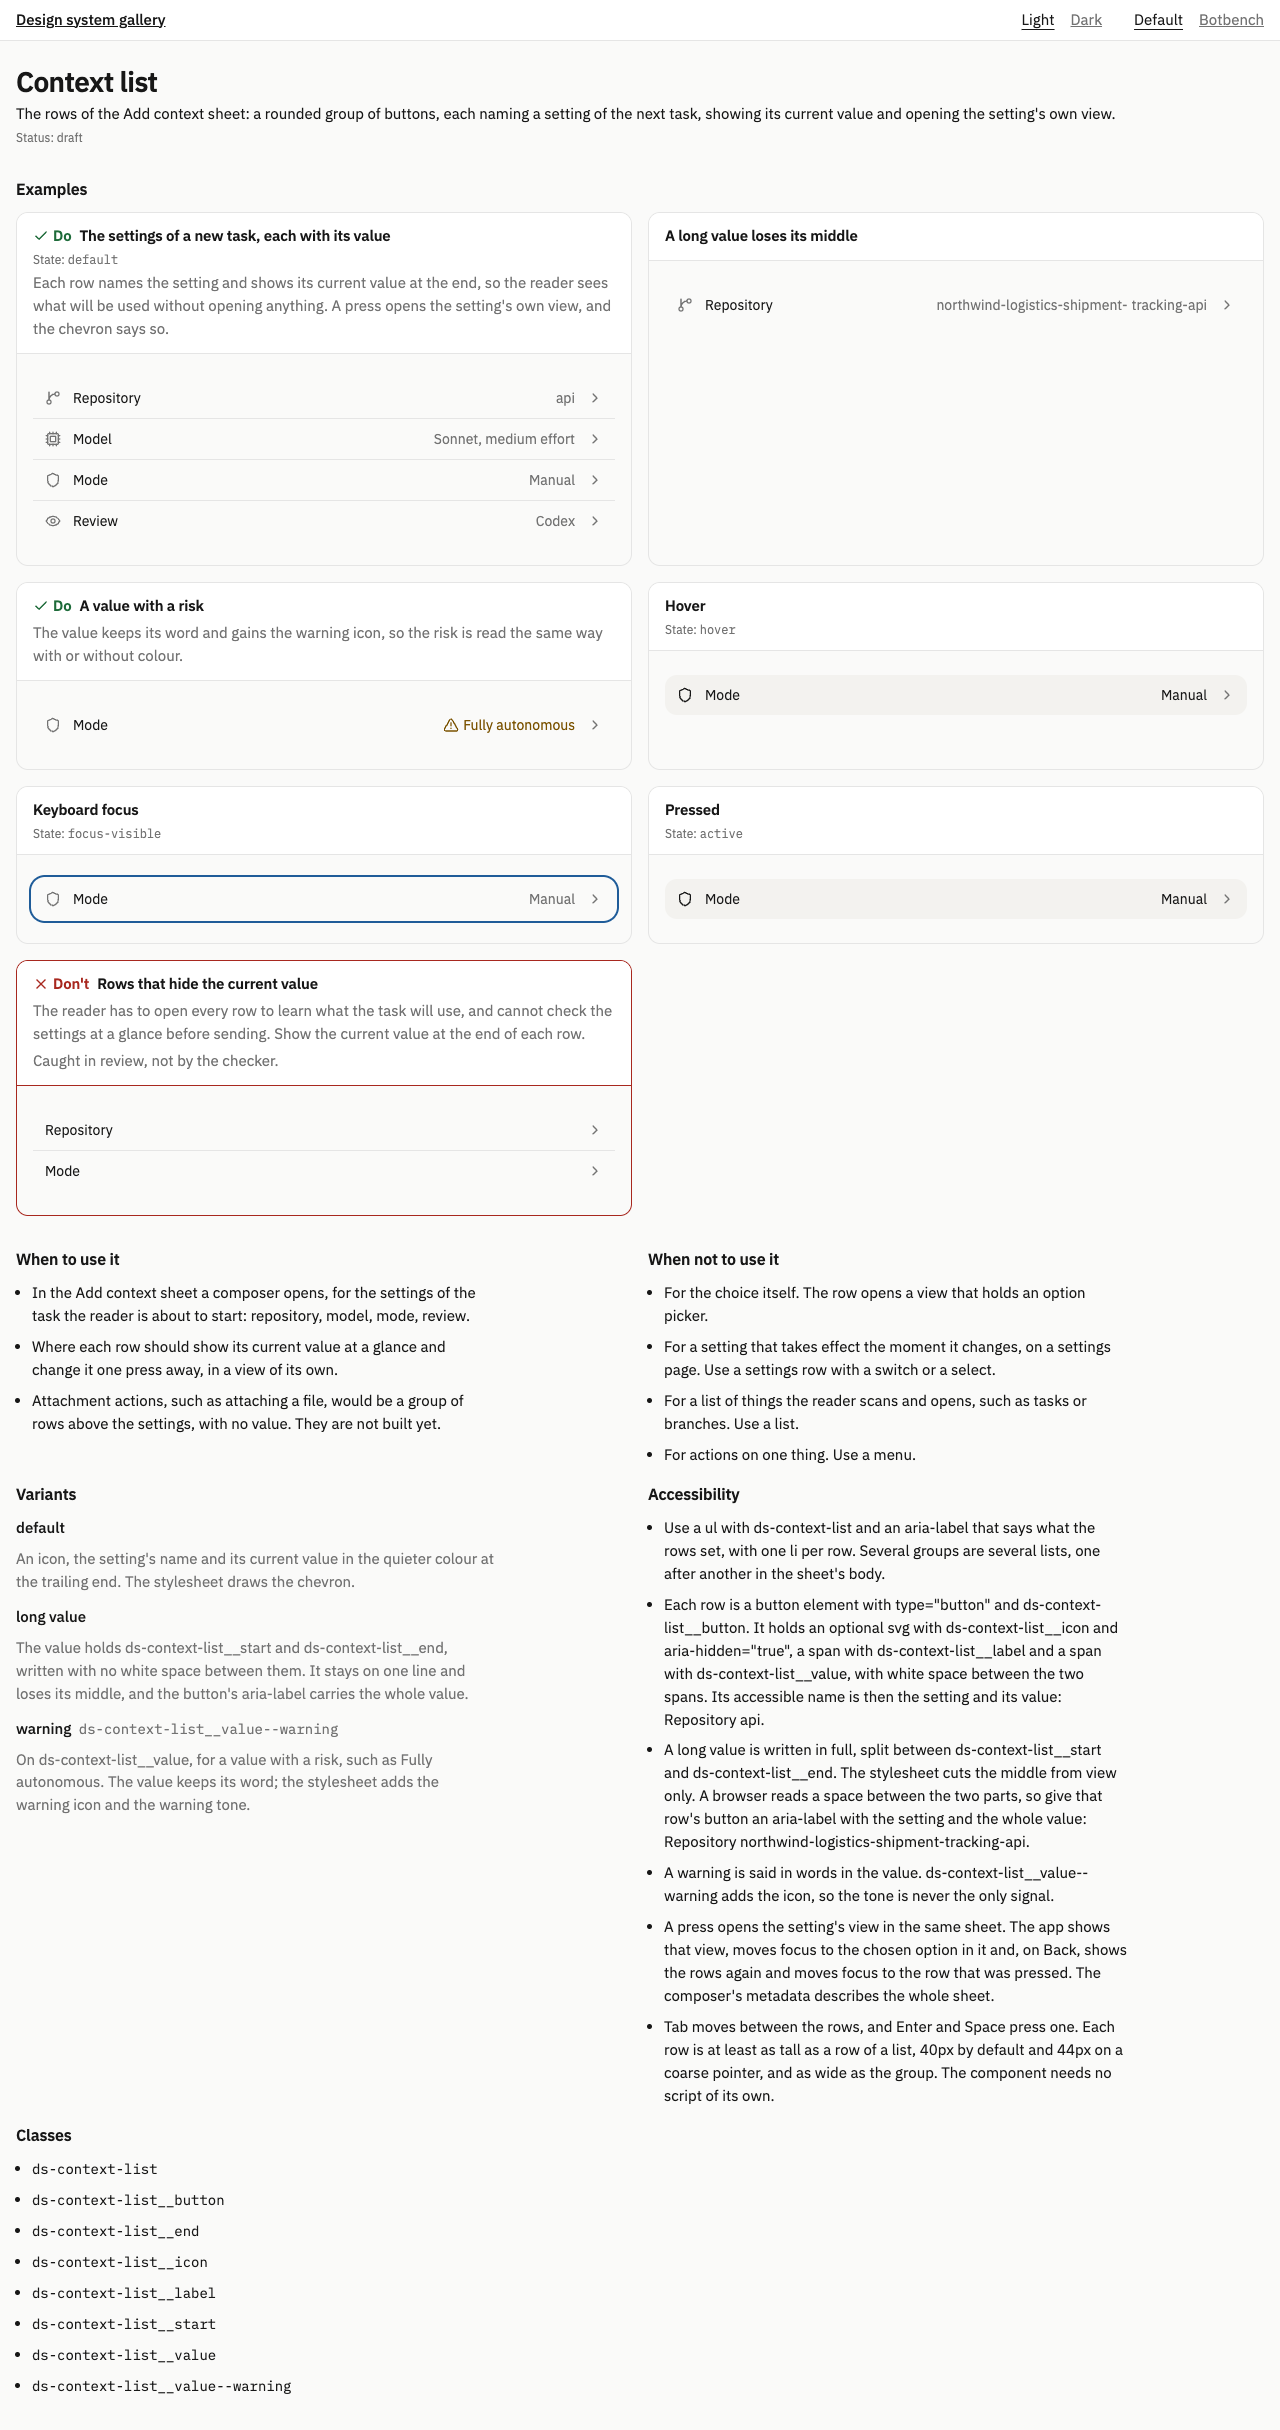 Design system gallery
Light Dark Default Botbench
Context list
The rows of the Add context sheet: a rounded group of buttons, each naming a setting of the next task, showing its current value and opening the setting's own view.
Status: draft
Examples
Do The settings of a new task, each with its value
State: default
Each row names the setting and shows its current value at the end, so the reader sees
what will be used without opening anything. A press opens the setting's own view, and
the chevron says so.
Repository api
Model Sonnet, medium effort
Mode Manual
Review Codex
A long value loses its middle
Repository northwind-logistics-shipment- tracking-api
Do A value with a risk
The value keeps its word and gains the warning icon, so the risk is read the same way
with or without colour.
Mode Fully autonomous
Hover
State: hover
Mode Manual
Keyboard focus
State: focus-visible
Mode Manual
Pressed
State: active
Mode Manual
Don't Rows that hide the current value
The reader has to open every row to learn what the task will use, and cannot check the
settings at a glance before sending. Show the current value at the end of each row.
Caught in review, not by the checker.
Repository
Mode
When to use it
In the Add context sheet a composer opens, for the settings of the
task the reader is about to start: repository, model, mode, review.
Where each row should show its current value at a glance and
change it one press away, in a view of its own.
Attachment actions, such as attaching a file, would be a group of
rows above the settings, with no value. They are not built yet.
When not to use it
For the choice itself. The row opens a view that holds an option
picker.
For a setting that takes effect the moment it changes, on a settings
page. Use a settings row with a switch or a select.
For a list of things the reader scans and opens, such as tasks or
branches. Use a list.
For actions on one thing. Use a menu.
Variants
default
An icon, the setting's name and its current value in the quieter colour at
the trailing end. The stylesheet draws the chevron.
long value
The value holds ds-context-list__start and ds-context-list__end,
written with no white space between them. It stays on one line and
loses its middle, and the button's aria-label carries the whole value.
warning ds-context-list__value--warning
On ds-context-list__value, for a value with a risk, such as Fully
autonomous. The value keeps its word; the stylesheet adds the
warning icon and the warning tone.
Accessibility
Use a ul with ds-context-list and an aria-label that says what the
rows set, with one li per row. Several groups are several lists, one
after another in the sheet's body.
Each row is a button element with type="button" and ds-context-
list__button. It holds an optional svg with ds-context-list__icon and
aria-hidden="true", a span with ds-context-list__label and a span
with ds-context-list__value, with white space between the two
spans. Its accessible name is then the setting and its value:
Repository api.
A long value is written in full, split between ds-context-list__start
and ds-context-list__end. The stylesheet cuts the middle from view
only. A browser reads a space between the two parts, so give that
row's button an aria-label with the setting and the whole value:
Repository northwind-logistics-shipment-tracking-api.
A warning is said in words in the value. ds-context-list__value--
warning adds the icon, so the tone is never the only signal.
A press opens the setting's view in the same sheet. The app shows
that view, moves focus to the chosen option in it and, on Back, shows
the rows again and moves focus to the row that was pressed. The
composer's metadata describes the whole sheet.
Tab moves between the rows, and Enter and Space press one. Each
row is at least as tall as a row of a list, 40px by default and 44px on a
coarse pointer, and as wide as the group. The component needs no
script of its own.
Classes
ds-context-list
ds-context-list__button
ds-context-list__end
ds-context-list__icon
ds-context-list__label
ds-context-list__start
ds-context-list__value
ds-context-list__value--warning